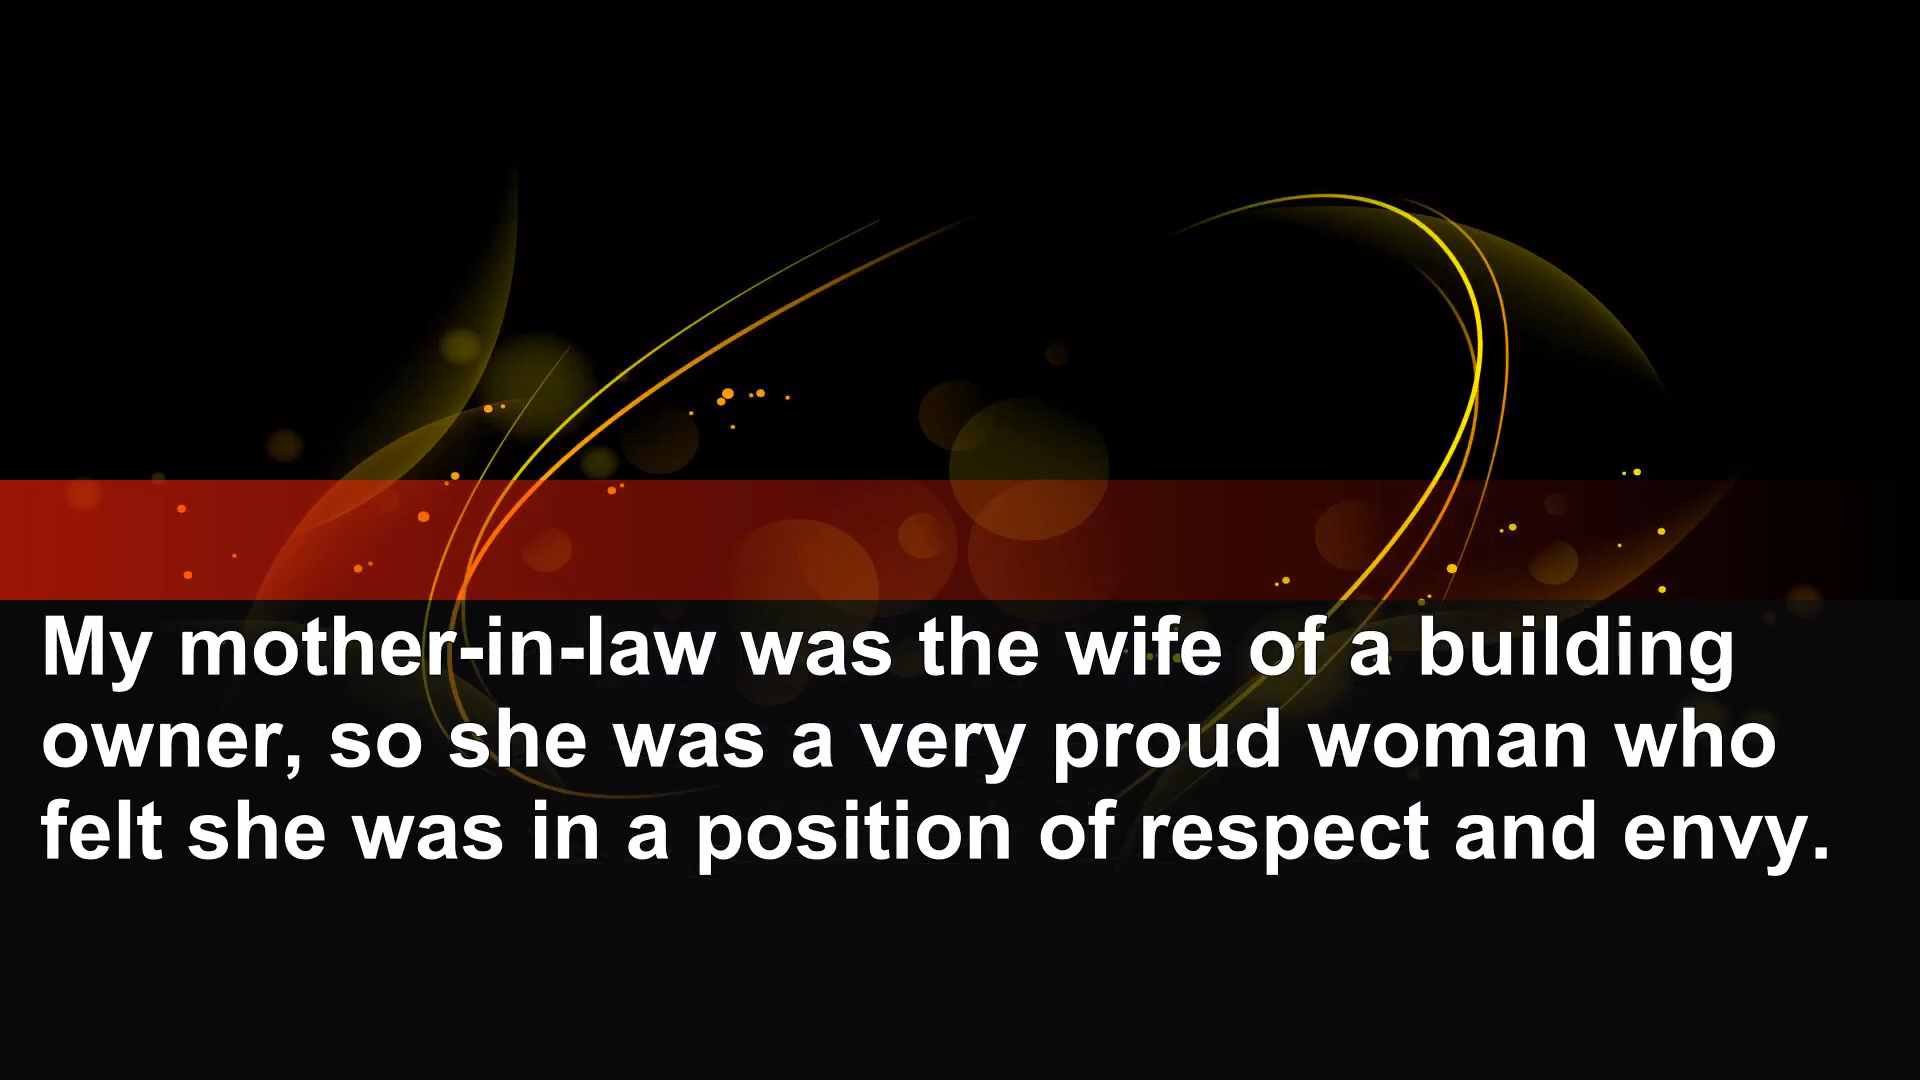 My mother-in-law was the wife of a building
owner, so she was a very proud woman who
felt she was in a position of respect and envy.